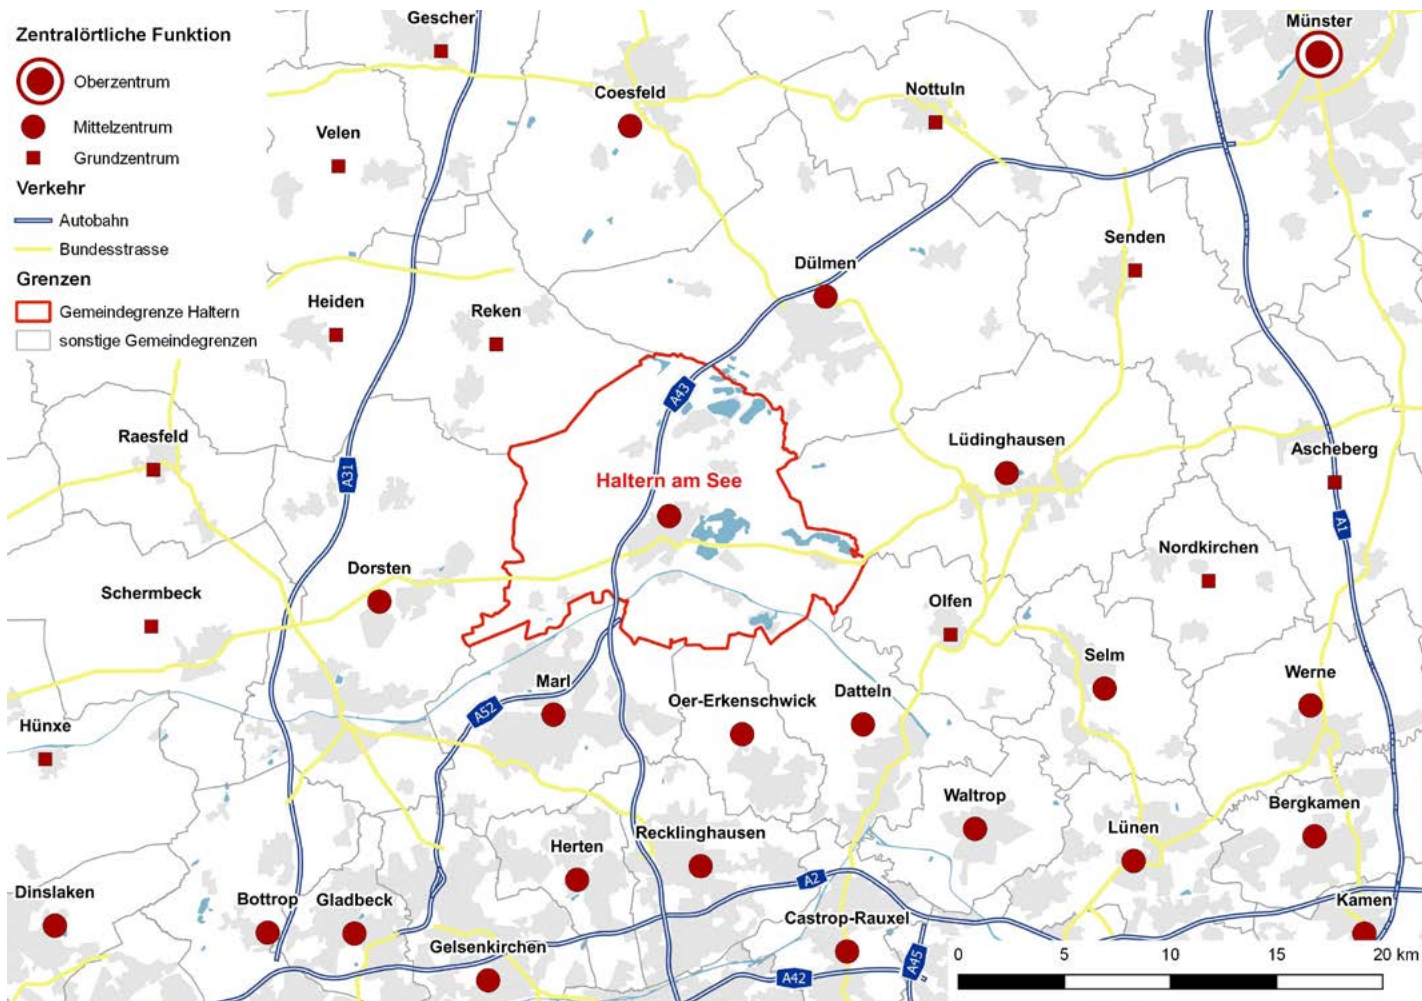 Zentralörtliche Funktion
Oberzentrum
Mittelzentrum
Grundzentrum
Verkehr
Autobahn
Bundesstrasse
Grenzen
Gemeindegrenze Haltern
sonstige Gemeindegrenzen
Gescher
Münster
Coesfeld
Nottuln
Velen
Senden
Dülmen
Heiden
Reken
A43
Raesfeld
Lüdinghausen
Ascheberg
A31
Haltern am See
A1
Nordkirchen
Dorsten
Schermbeck
Olfen
Selm
Werne
Marl
Oer-Erkenschwick
Datteln
A52
Hünxe
Waltrop
Bergkamen
Lünen
Recklinghausen
Herten
A2
Dinslaken
Bottrop
Gladbeck
Kamen
Castrop-Rauxel
Gelsenkirchen
A45
A42
0 5 10 15 20 km